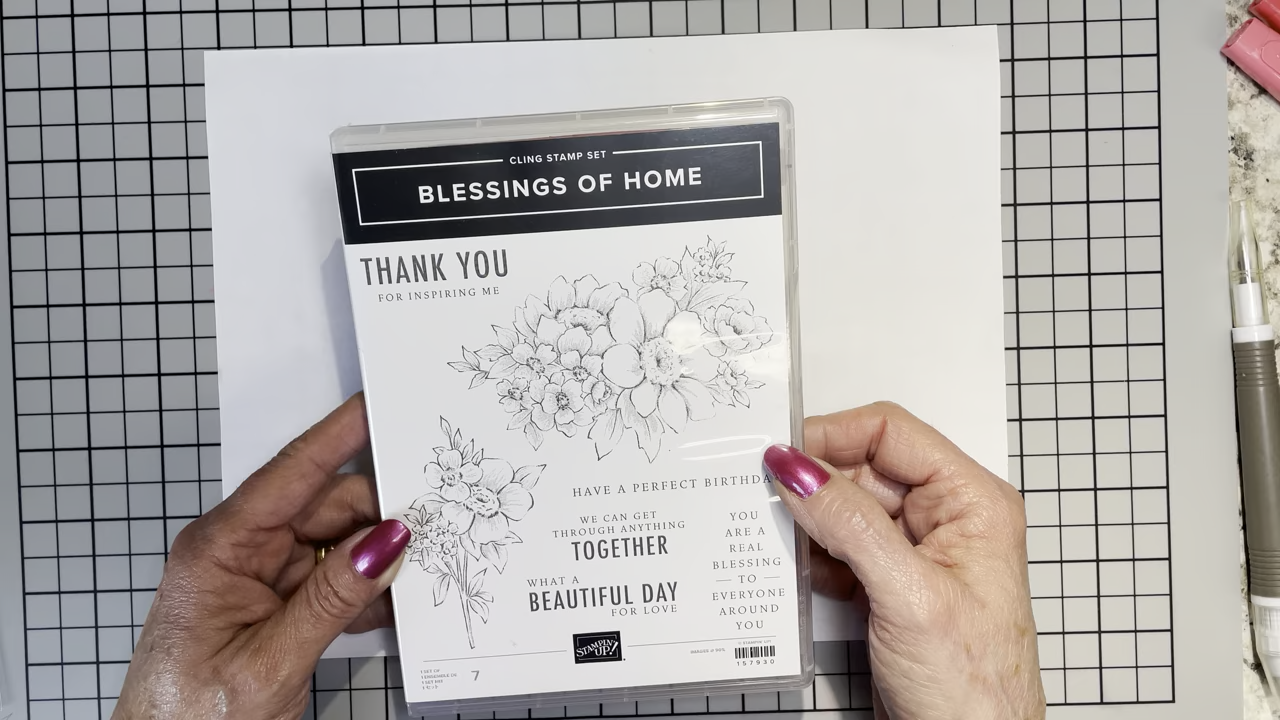 CLING STAMP SET
BLESSINGS OF HOME
THANK YOU
FOR INSPIRING ME
HAVE A PERFECT BIRTHDA
WE CAN GET
THROUGH ANYTHING
TOGETHER
WHAT A
BEAUTIFUL DAY
FOR LOVE
YOU
ARE A
REAL
BLESSING
— TO —
EVERYONE
AROUND
YOU
STAMPIN' UP!
7
157930